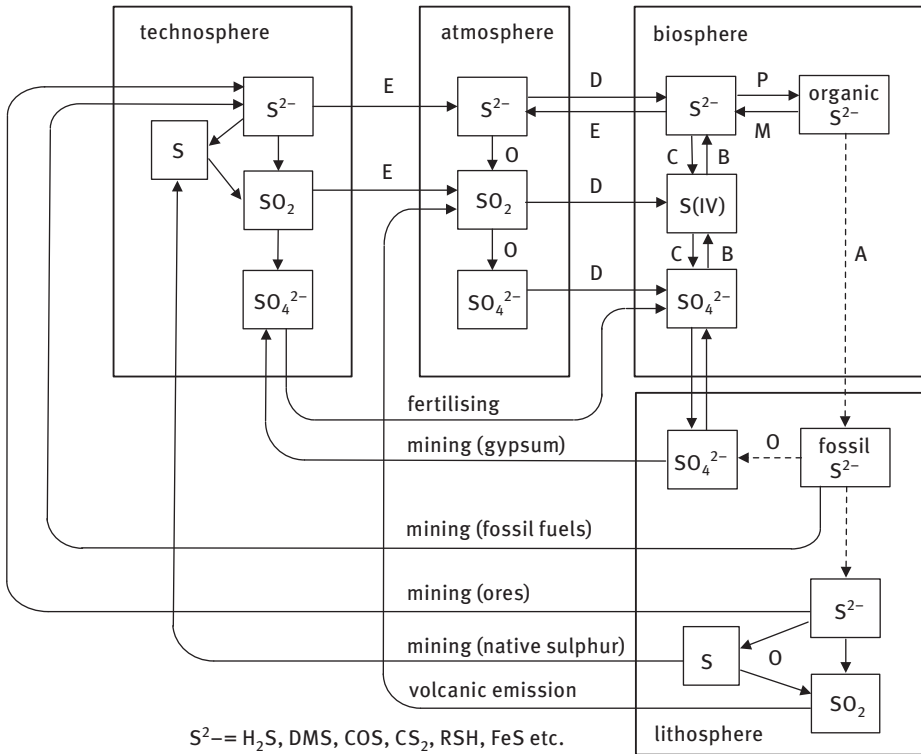 technosphere
atmosphere
biosphere
S²⁻
E
S²⁻
D
E
S²⁻
P
M
organic
S²⁻
S
O
C
B
SO₂
E
SO₂
D
S(IV)
A
O
C
B
SO₄²⁻
SO₄²⁻
D
SO₄²⁻
fertilising
mining (gypsum)
SO₄²⁻
O
fossil
S²⁻
mining (fossil fuels)
mining (ores)
S²⁻
mining (native sulphur)
S
O
volcanic emission
SO₂
S²⁻= H₂S, DMS, COS, CS₂, RSH, FeS etc.
lithosphere